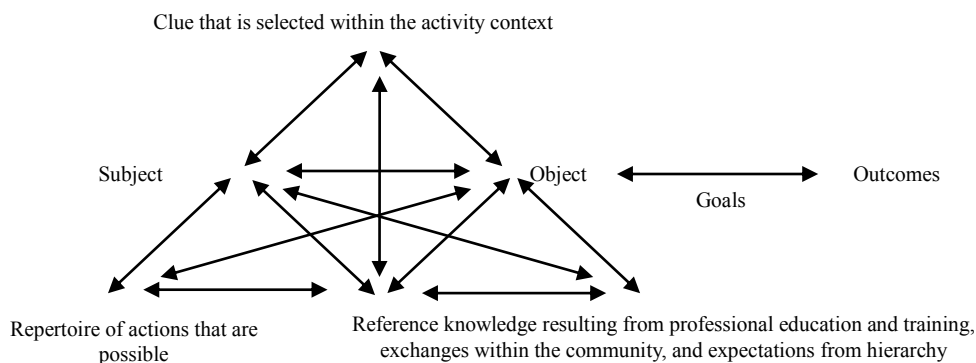 Clue that is selected within the activity context
Subject
Object
Outcomes
Goals
Repertoire of actions that are
possible
Reference knowledge resulting from professional education and training,
exchanges within the community, and expectations from hierarchy